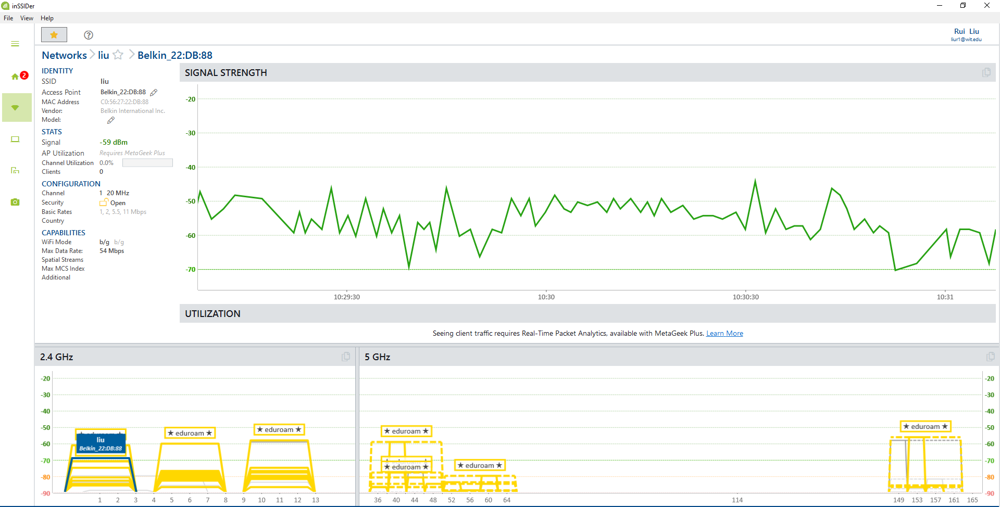 inSSIDer
File View Help
Rui Liu
liur1@wit.edu
2
Networks liu Belkin_22:DB:88
IDENTITY
SSID liu
Access Point Belkin_22:DB:88
MAC Address C0:56:27:22:DB:88
Vendor: Belkin International Inc.
Model:
STATS
Signal -59 dBm
AP Utilization Requires MetaGeek Plus
Channel Utilization 0.0%
Clients 0
CONFIGURATION
Channel 1 20 MHz
Security Open
Basic Rates 1, 2, 5.5, 11 Mbps
Country
CAPABILITIES
WiFi Mode b/g b/g
Max Data Rate: 54 Mbps
Spatial Streams
Max MCS Index
Additional
SIGNAL STRENGTH
-20
-30
-40
-50
-60
-70
10:29:30 10:30 10:30:30 10:31
UTILIZATION
Seeing client traffic requires Real-Time Packet Analytics, available with MetaGeek Plus. Learn More
2.4 GHz
-20
-30
-40
-50
-60
-70
-80
-90
liu
Belkin_22:DB:88
★ eduroam ★
★ eduroam ★
1 2 3 4 5 6 7 8 9 10 11 12 13
5 GHz
★ eduroam ★
★ eduroam ★
★ eduroam ★
★ eduroam ★
-20
-30
-40
-50
-60
-70
-80
-90
36 40 44 48 52 56 60 64 114 149 153 157 161 165